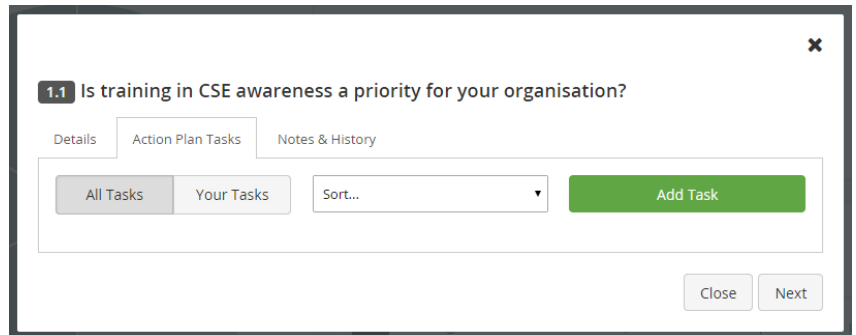 1.1 Is training in CSE awareness a priority for your organisation?
Details Action Plan Tasks Notes & History
All Tasks Your Tasks Sort... Add Task
Close Next